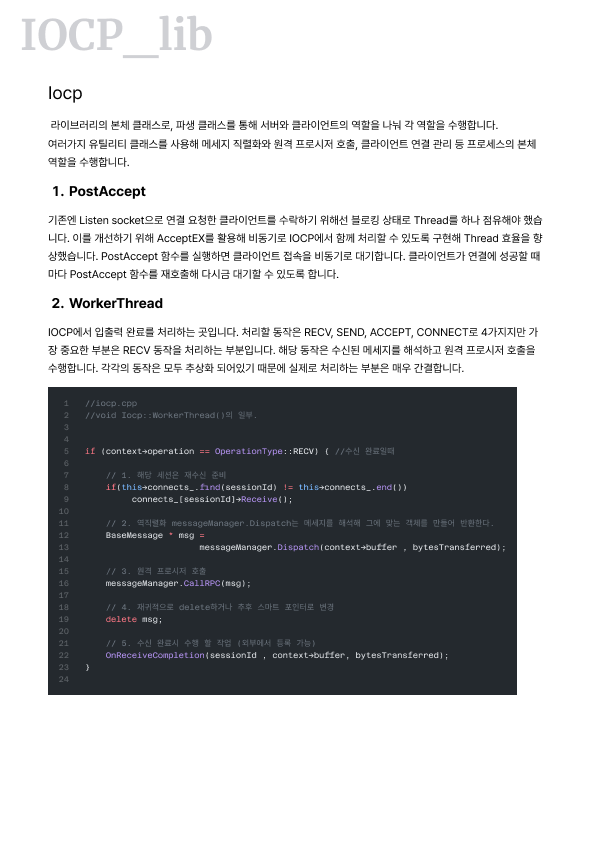 IOCP_lib
Iocp
라이브러리의 본체 클래스로, 파생 클래스를 통해 서버와 클라이언트의 역할을 나눠 각 역할을 수행합니다.
여러가지 유틸리티 클래스를 사용해 메세지 직렬화와 원격 프로시저 호출, 클라이언트 연결 관리 등 프로세스의 본체
역할을 수행합니다.
1. PostAccept
기존엔 Listen socket으로 연결 요청한 클라이언트를 수락하기 위해선 블로킹 상태로 Thread를 하나 점유해야 했습
니다. 이를 개선하기 위해 AcceptEX를 활용해 비동기로 IOCP에서 함께 처리할 수 있도록 구현해 Thread 효율을 향
상했습니다. PostAccept 함수를 실행하면 클라이언트 접속을 비동기로 대기합니다. 클라이언트가 연결에 성공할 때
마다 PostAccept 함수를 재호출해 다시금 대기할 수 있도록 합니다.
2. WorkerThread
IOCP에서 입출력 완료를 처리하는 곳입니다. 처리할 동작은 RECV, SEND, ACCEPT, CONNECT로 4가지지만 가
장 중요한 부분은 RECV 동작을 처리하는 부분입니다. 해당 동작은 수신된 메세지를 해석하고 원격 프로시저 호출을
수행합니다. 각각의 동작은 모두 추상화 되어있기 때문에 실제로 처리하는 부분은 매우 간결합니다.
1 //iocp.cpp
2 //void Iocp::WorkerThread()의 일부.
3
4
5 if (context→operation == OperationType::RECV) { //수신 완료일때
6
7 // 1. 해당 세션은 재수신 준비
8 if(this→connects_.find(sessionId) != this→connects_.end())
9 connects_[sessionId]→Receive();
10
11 // 2. 역직렬화 messageManager.Dispatch는 메세지를 해석해 그에 맞는 객체를 만들어 반환한다.
12 BaseMessage * msg =
13 messageManager.Dispatch(context→buffer , bytesTransferred);
14
15 // 3. 원격 프로시저 호출
16 messageManager.CallRPC(msg);
17
18 // 4. 재귀적으로 delete하거나 추후 스마트 포인터로 변경
19 delete msg;
20
21 // 5. 수신 완료시 수행 할 작업 (외부에서 등록 가능)
22 OnReceiveCompletion(sessionId , context→buffer, bytesTransferred);
23 }
24